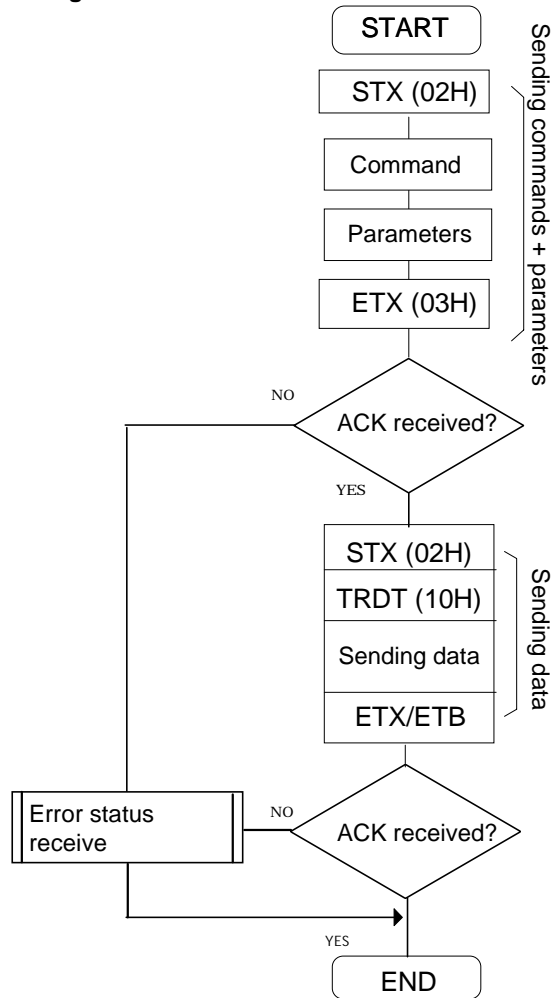 START
STX (02H)
Command
Parameters
ETX (03H)
Sending commands + parameters
NO
ACK received?
YES
STX (02H)
TRDT (10H)
Sending data
ETX/ETB
Sending data
Error status
receive
NO
ACK received?
YES
END